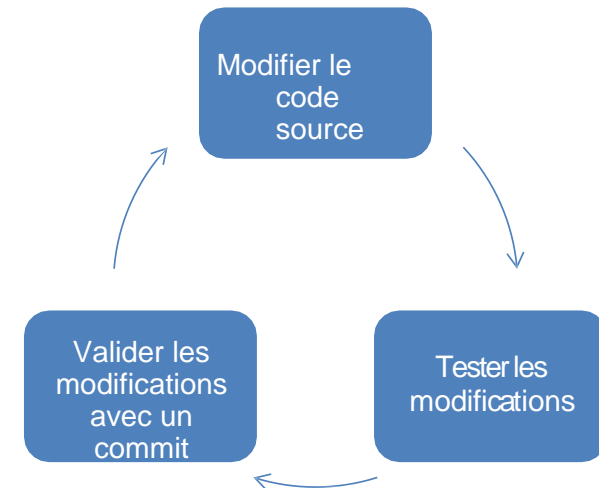 Modifier le
code
source
Valider les
modifications
avec un
commit
Tester les
modifications